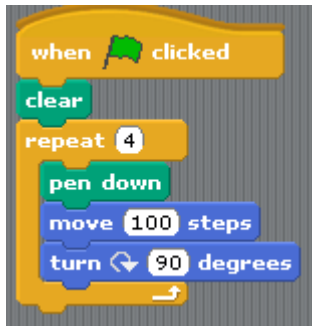 when clicked
clear
repeat 4
pen down
move 100 steps
turn 90 degrees